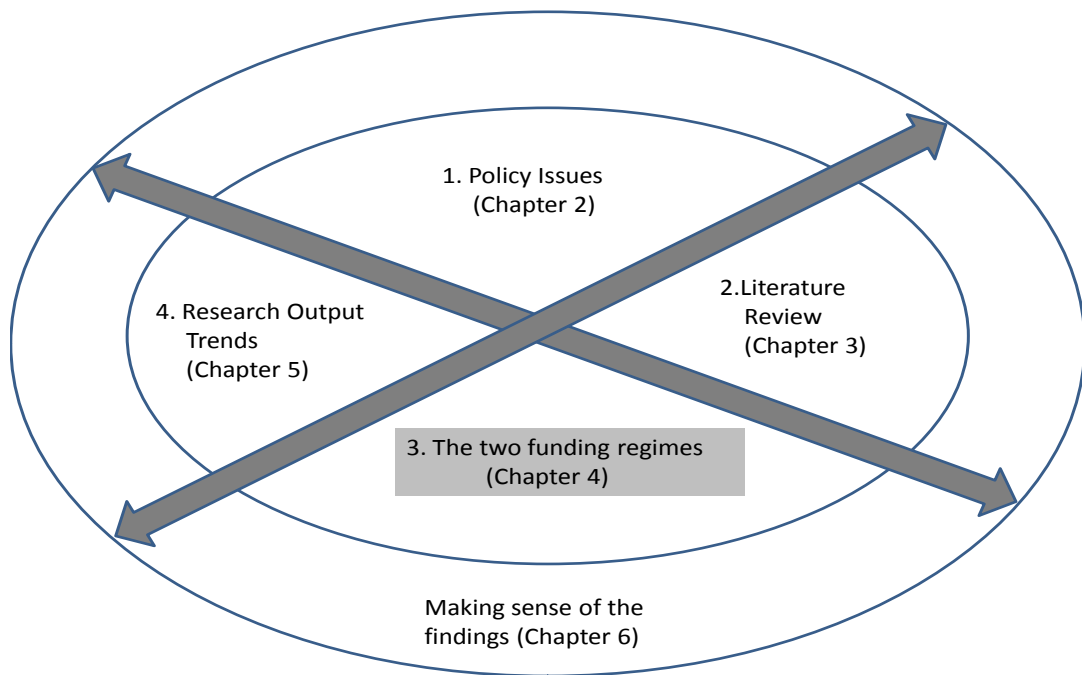 1. Policy Issues
(Chapter 2)
2.Literature
Review
(Chapter 3)
3. The two funding regimes
(Chapter 4)
4. Research Output
Trends
(Chapter 5)
Making sense of the
findings (Chapter 6)